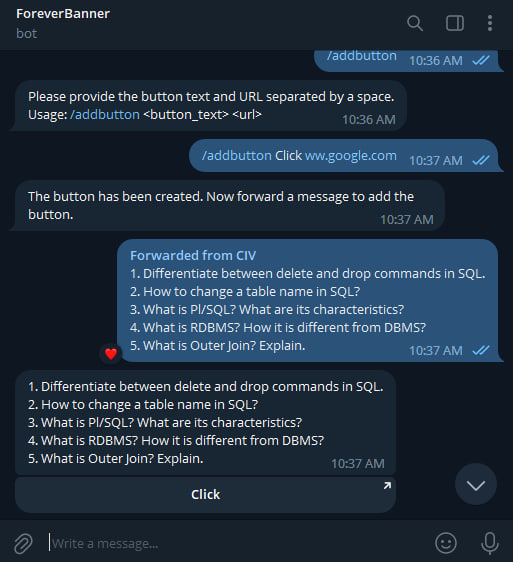 ForeverBanner
bot
/addbutton
10:36 AM
Please provide the button text and URL separated by a space.
Usage: /addbutton <button_text> <url>
10:36 AM
/addbutton Click ww.google.com
10:37 AM
The button has been created. Now forward a message to add the
button.
10:37 AM
Forwarded from CIV
1. Differentiate between delete and drop commands in SQL.
2. How to change a table name in SQL?
3. What is Pl/SQL? What are its characteristics?
4. What is RDBMS? How it is different from DBMS?
5. What is Outer Join? Explain.
10:37 AM
1. Differentiate between delete and drop commands in SQL.
2. How to change a table name in SQL?
3. What is Pl/SQL? What are its characteristics?
4. What is RDBMS? How it is different from DBMS?
5. What is Outer Join? Explain.
10:37 AM
Click
Write a message...